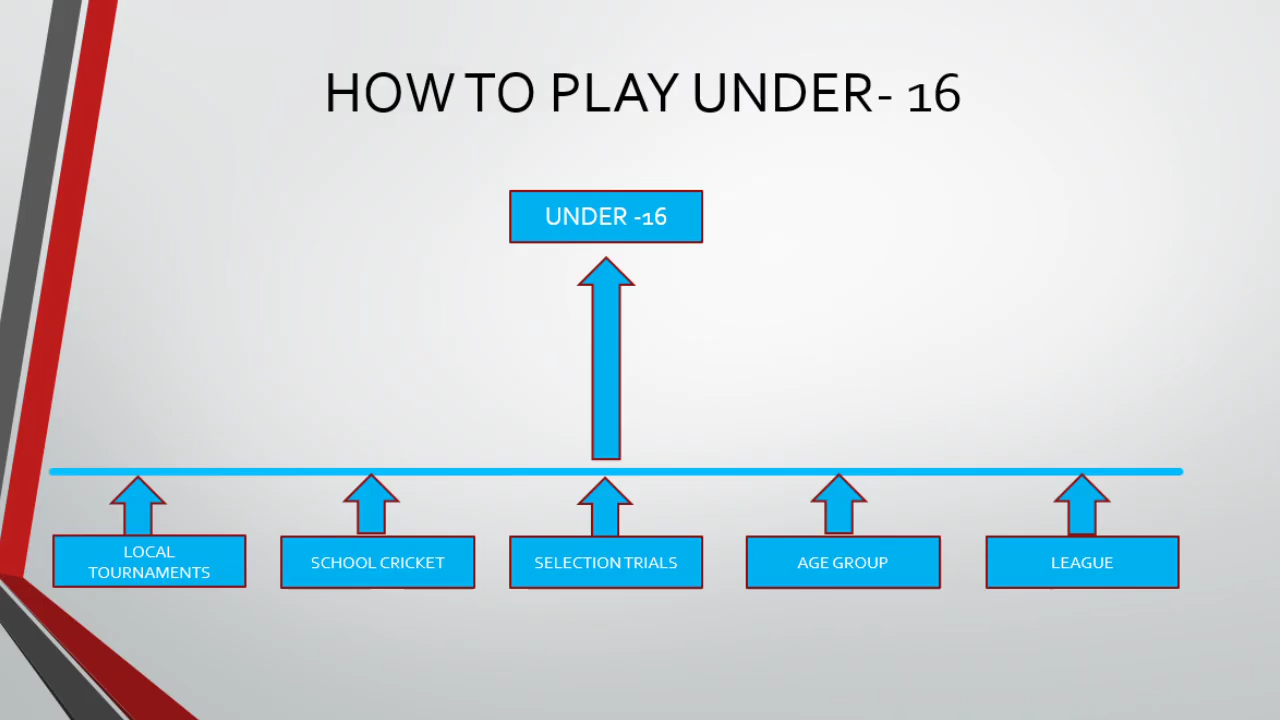 HOW TO PLAY UNDER- 16
UNDER -16
LOCAL
TOURNAMENTS
SCHOOL CRICKET
SELECTION TRIALS
AGE GROUP
LEAGUE